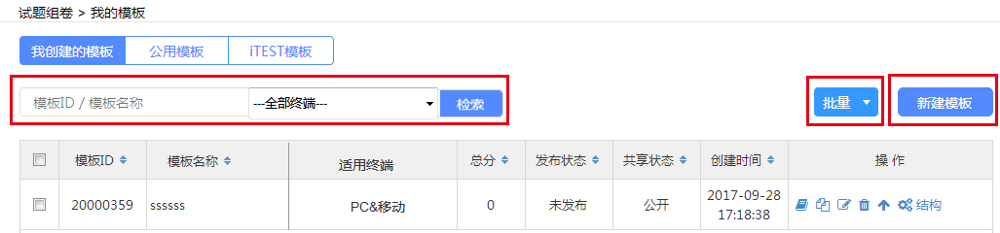 试题组卷 > 我的模板
我创建的模板 公用模板 iTEST模板
模板ID / 模板名称 ---全部终端--- 检索 批量 新建模板
模板ID 模板名称 适用终端 总分 发布状态 共享状态 创建时间 操 作
20000359 ssssss PC&移动 0 未发布 公开 2017-09-28 17:18:38 结构